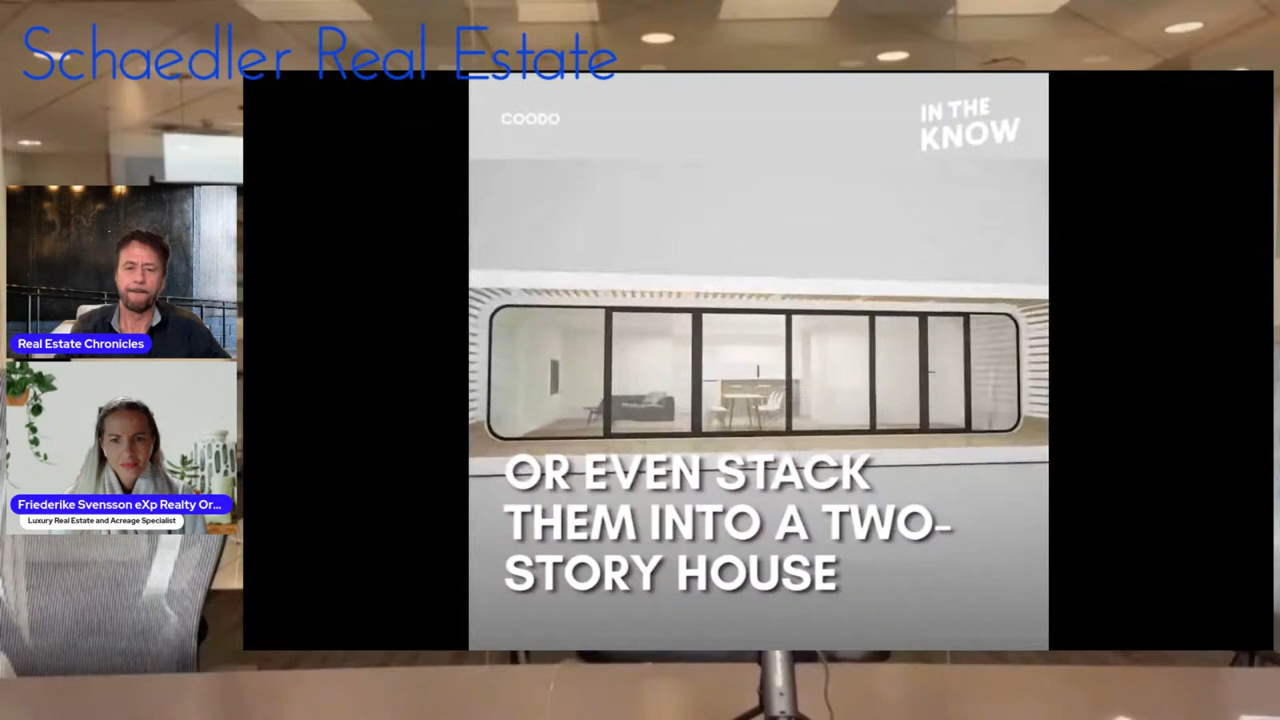 Schaedler Real Estate
COODO
IN THE
KNOW
Real Estate Chronicles
Friederike Svensson eXp Realty Or...
Luxury Real Estate and Acreage Specialist
OR EVEN STACK
THEM INTO A TWO-
STORY HOUSE